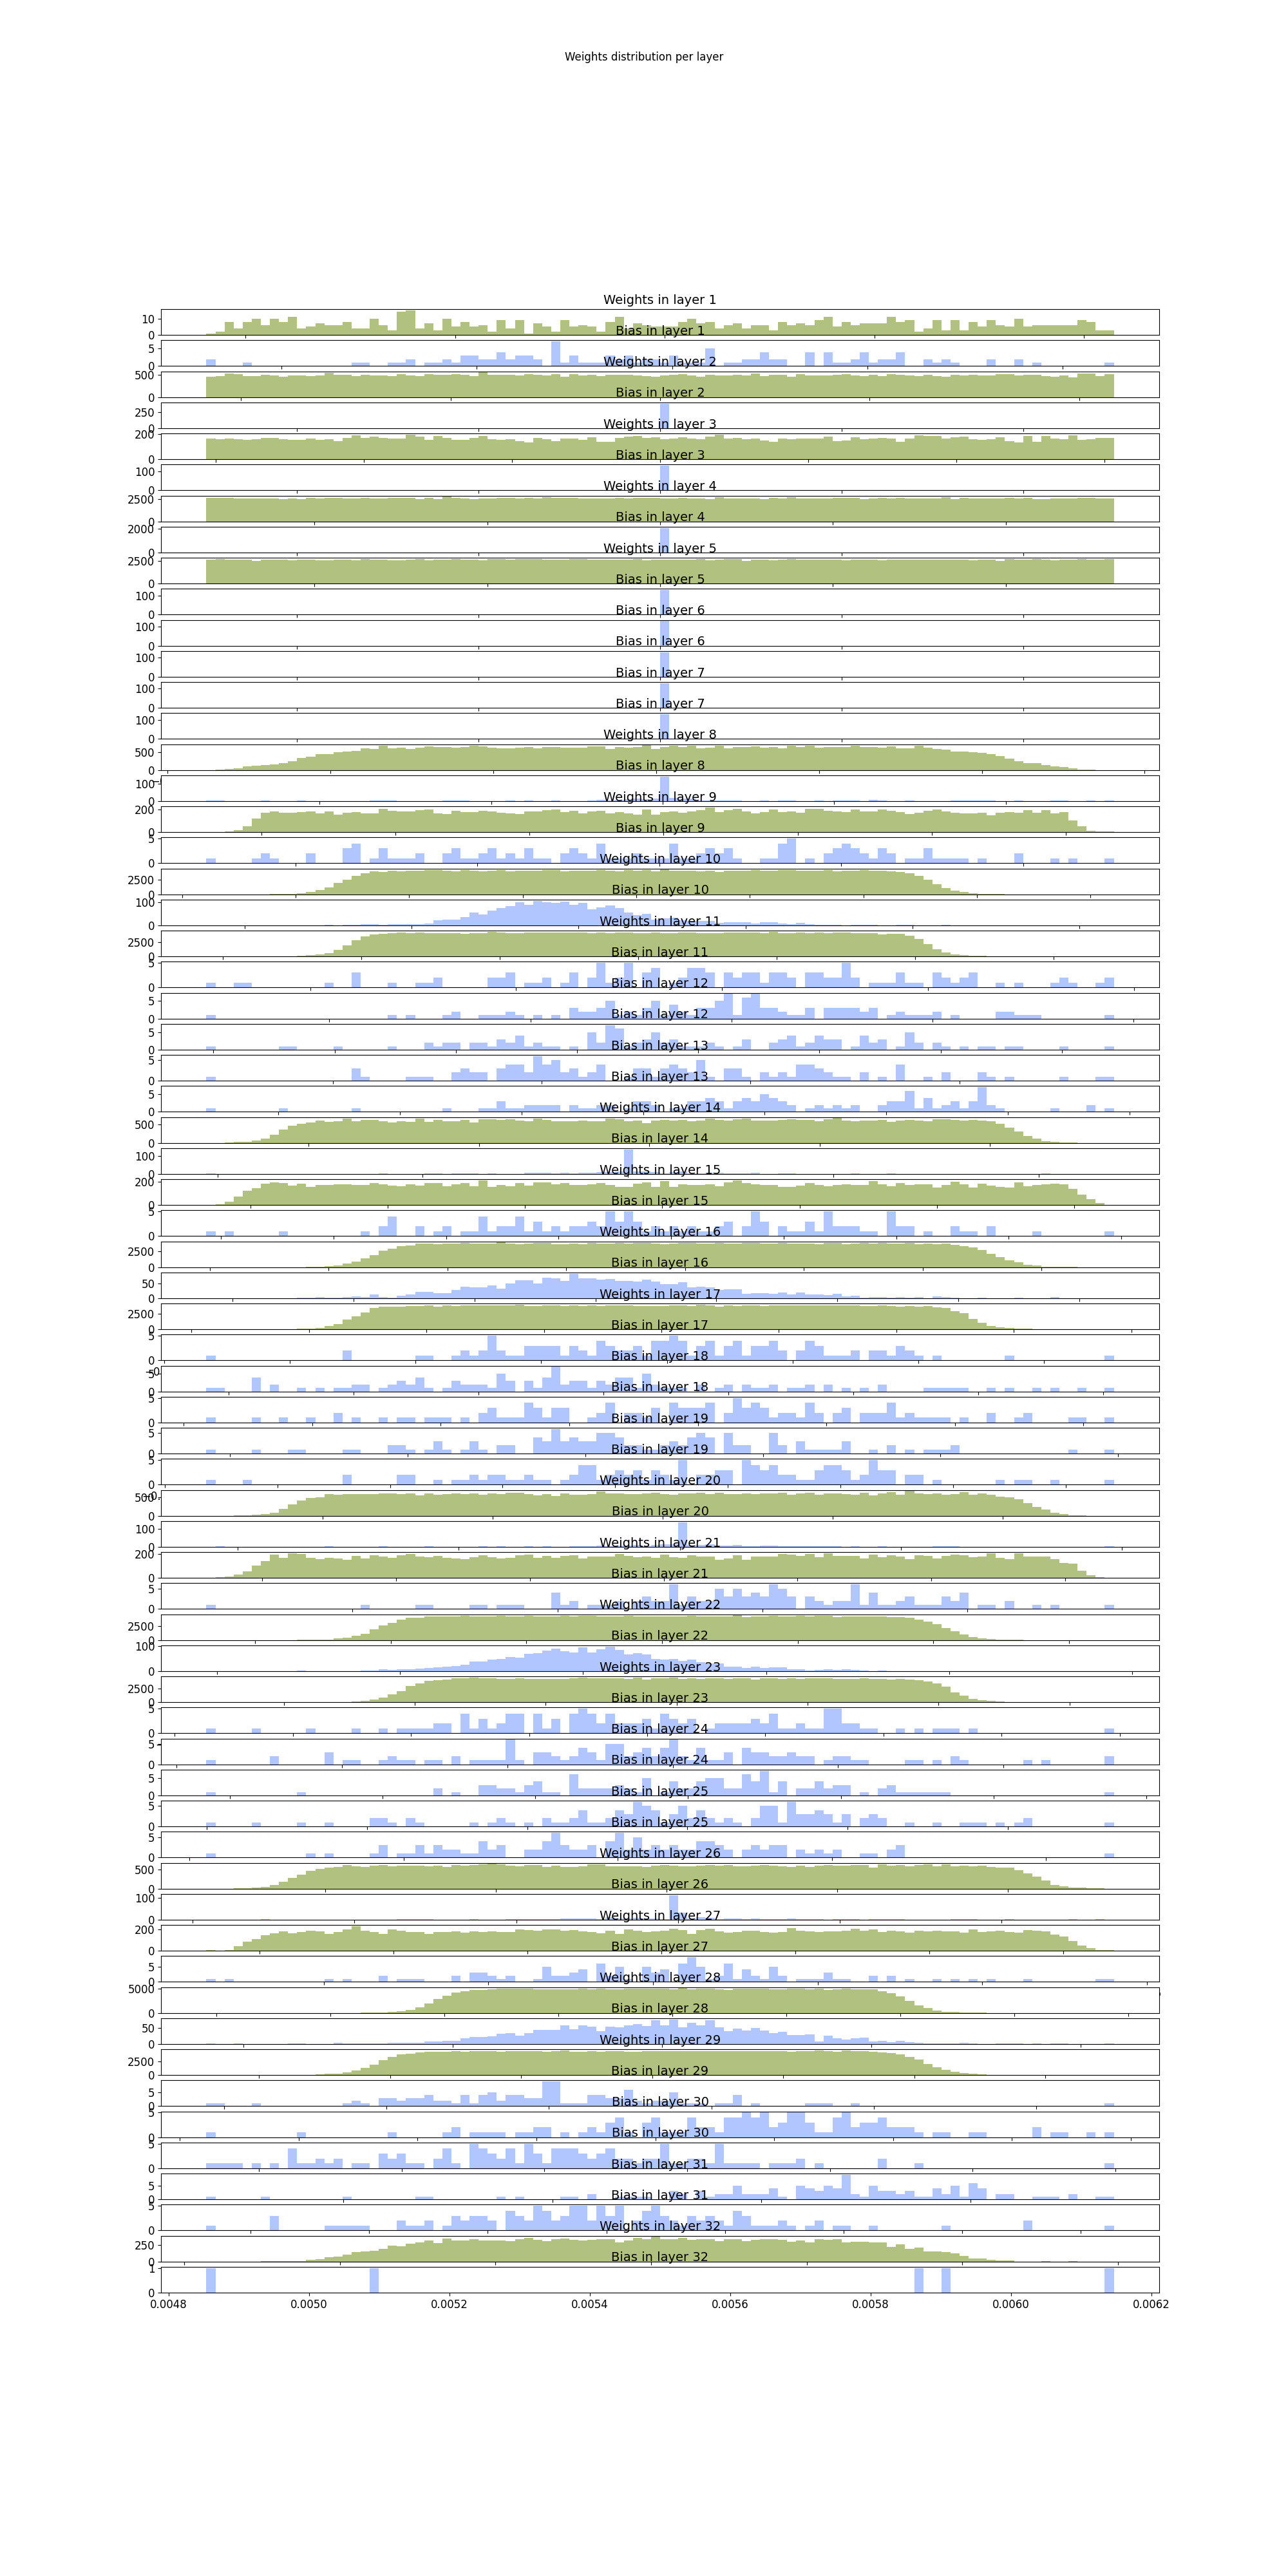 Weights distribution per layer
Weights in layer 1
10
0
Bias in layer 1
5
0
Weights in layer 2
500
0
Bias in layer 2
250
0
Weights in layer 3
200
0
Bias in layer 3
100
0
Weights in layer 4
2500
0
Bias in layer 4
2000
0
Weights in layer 5
2500
0
Bias in layer 5
100
0
Bias in layer 6
100
0
Bias in layer 6
100
0
Bias in layer 7
100
0
Bias in layer 7
100
0
Weights in layer 8
500
0
Bias in layer 8
100
0
Weights in layer 9
200
0
Bias in layer 9
5
0
Weights in layer 10
2500
0
Bias in layer 10
100
0
Weights in layer 11
2500
0
Bias in layer 11
5
0
Bias in layer 12
5
0
Bias in layer 12
5
0
Bias in layer 13
5
0
Bias in layer 13
5
0
Weights in layer 14
500
0
Bias in layer 14
100
0
Weights in layer 15
200
0
Bias in layer 15
5
0
Weights in layer 16
2500
0
Bias in layer 16
50
0
Weights in layer 17
2500
0
Bias in layer 17
5
0
Bias in layer 18
5
0
Bias in layer 18
5
0
Bias in layer 19
5
0
Bias in layer 19
5
0
Weights in layer 20
500
0
Bias in layer 20
100
0
Weights in layer 21
200
0
Bias in layer 21
5
0
Weights in layer 22
2500
0
Bias in layer 22
100
0
Weights in layer 23
2500
0
Bias in layer 23
5
0
Bias in layer 24
5
0
Bias in layer 24
5
0
Bias in layer 25
5
0
Bias in layer 25
5
0
Weights in layer 26
500
0
Bias in layer 26
100
0
Weights in layer 27
200
0
Bias in layer 27
5
0
Weights in layer 28
5000
0
Bias in layer 28
50
0
Weights in layer 29
2500
0
Bias in layer 29
5
0
Bias in layer 30
5
0
Bias in layer 30
5
0
Bias in layer 31
5
0
Bias in layer 31
5
0
Weights in layer 32
250
0
Bias in layer 32
1
0
0.0048 0.0050 0.0052 0.0054 0.0056 0.0058 0.0060 0.0062